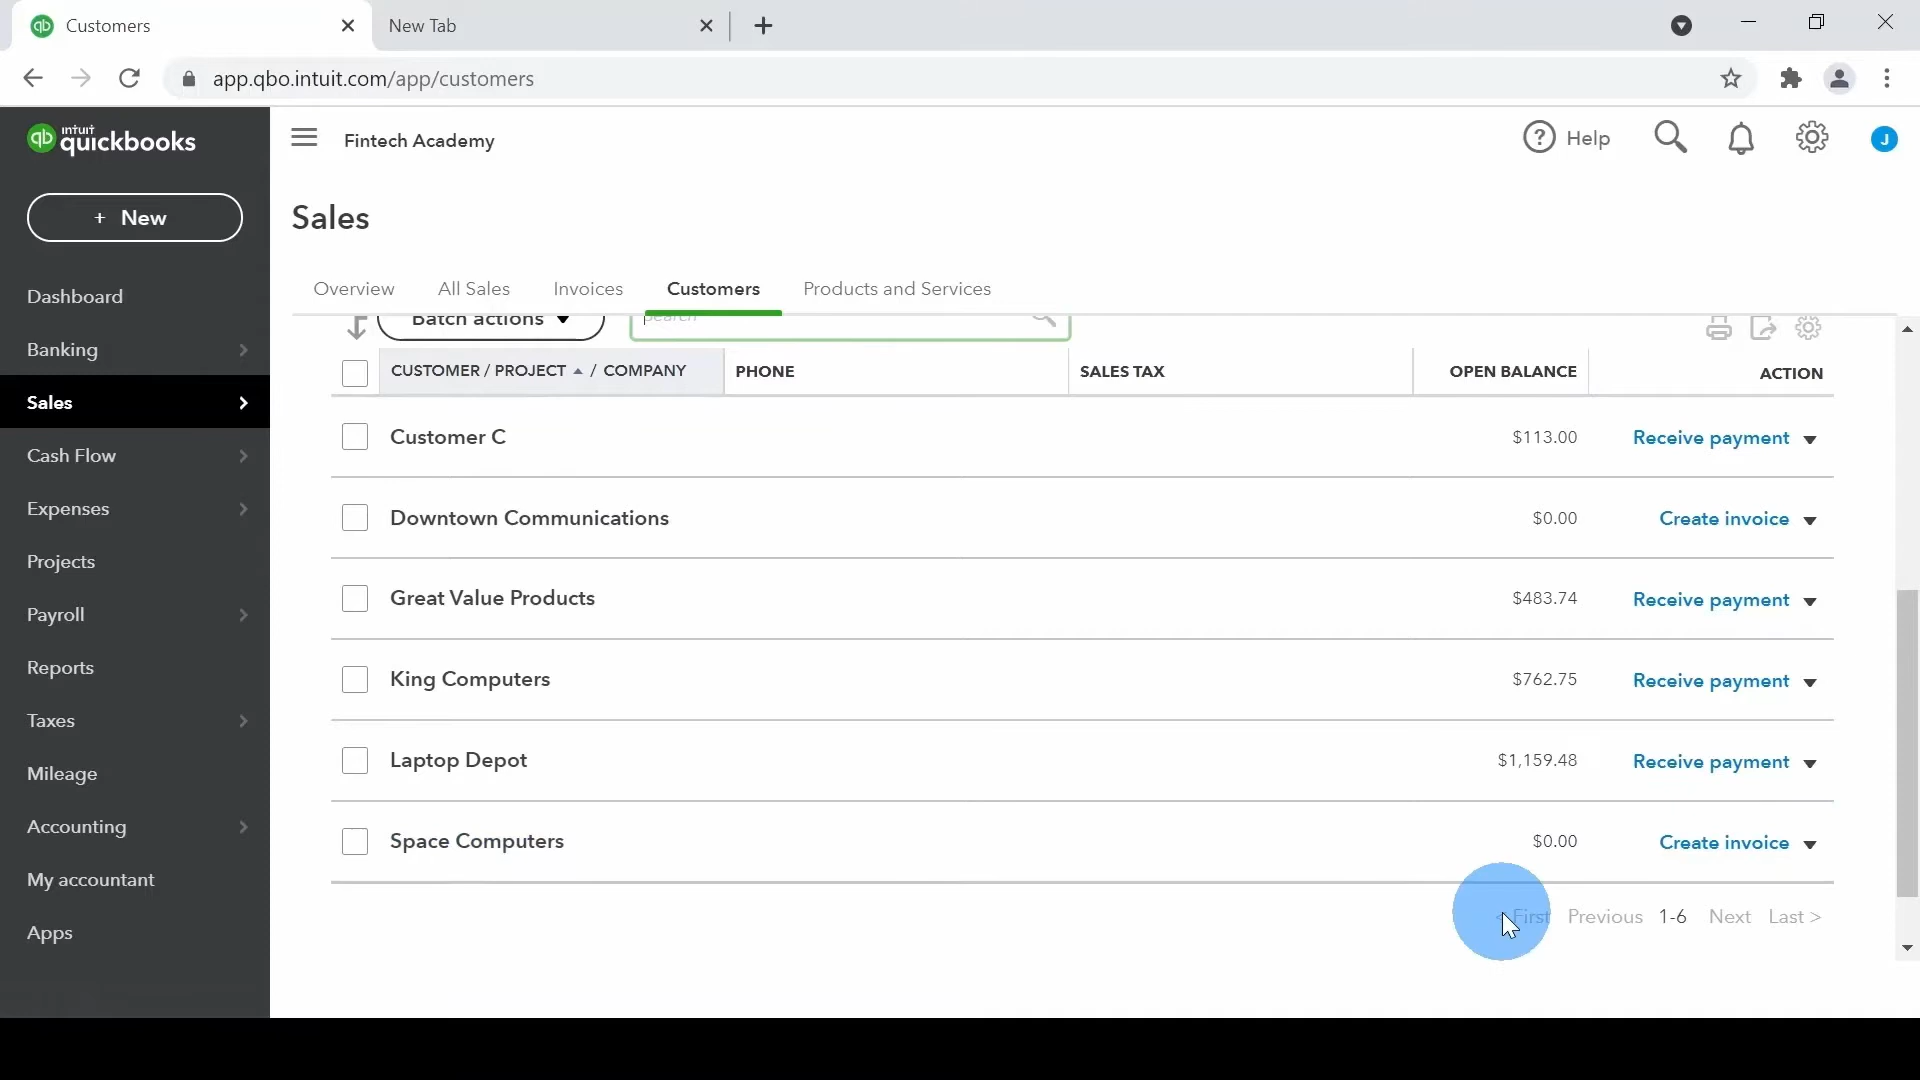 Customers
New Tab
app.qbo.intuit.com/app/customers
intuit
quickbooks
Fintech Academy
Help
J
+ New
Sales
Dashboard
Banking
Sales
Cash Flow
Expenses
Projects
Payroll
Reports
Taxes
Mileage
Accounting
My accountant
Apps
Overview All Sales Invoices Customers Products and Services
Batch actions
Search
CUSTOMER / PROJECT ▲ / COMPANY PHONE SALES TAX OPEN BALANCE ACTION
Customer C $113.00 Receive payment
Downtown Communications $0.00 Create invoice
Great Value Products $483.74 Receive payment
King Computers $762.75 Receive payment
Laptop Depot $1,159.48 Receive payment
Space Computers $0.00 Create invoice
< First Previous 1-6 Next Last >